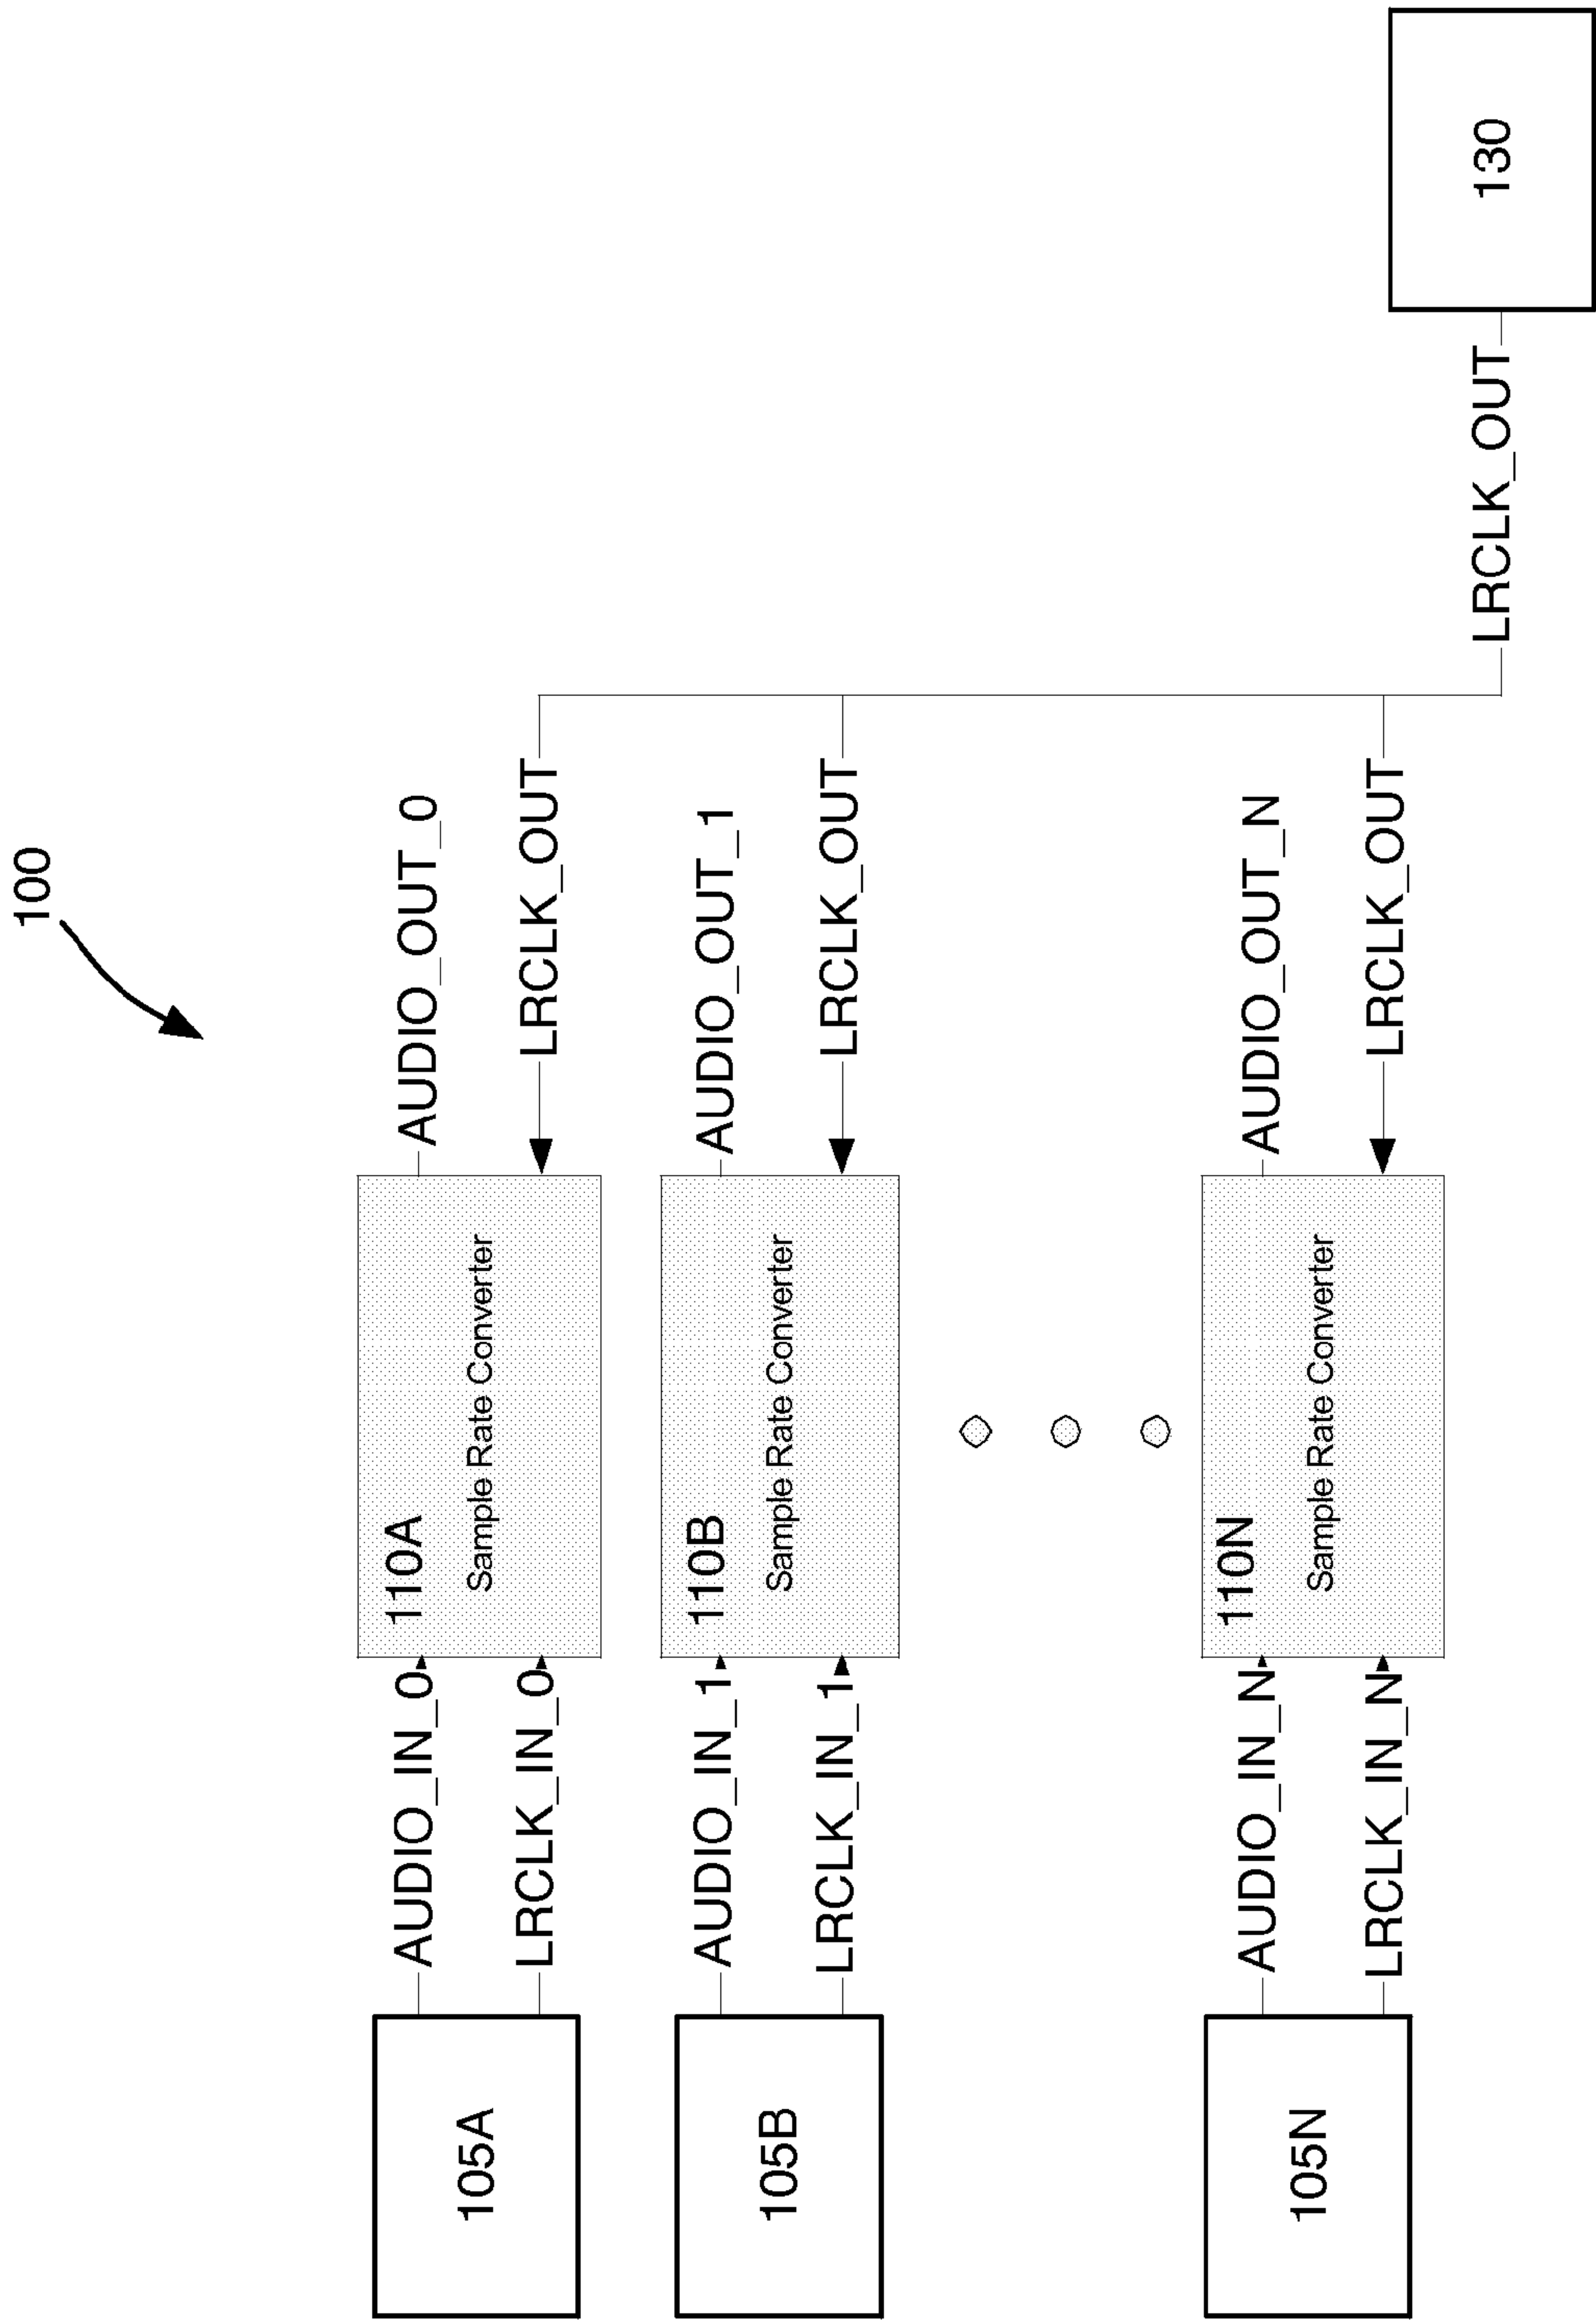 100
105A
AUDIO_IN_0
LRCLK_IN_0
110A
Sample Rate Converter
AUDIO_OUT_0
LRCLK_OUT
105B
AUDIO_IN_1
LRCLK_IN_1
110B
Sample Rate Converter
AUDIO_OUT_1
LRCLK_OUT
105N
AUDIO_IN_N
LRCLK_IN_N
110N
Sample Rate Converter
AUDIO_OUT_N
LRCLK_OUT
LRCLK_OUT
130